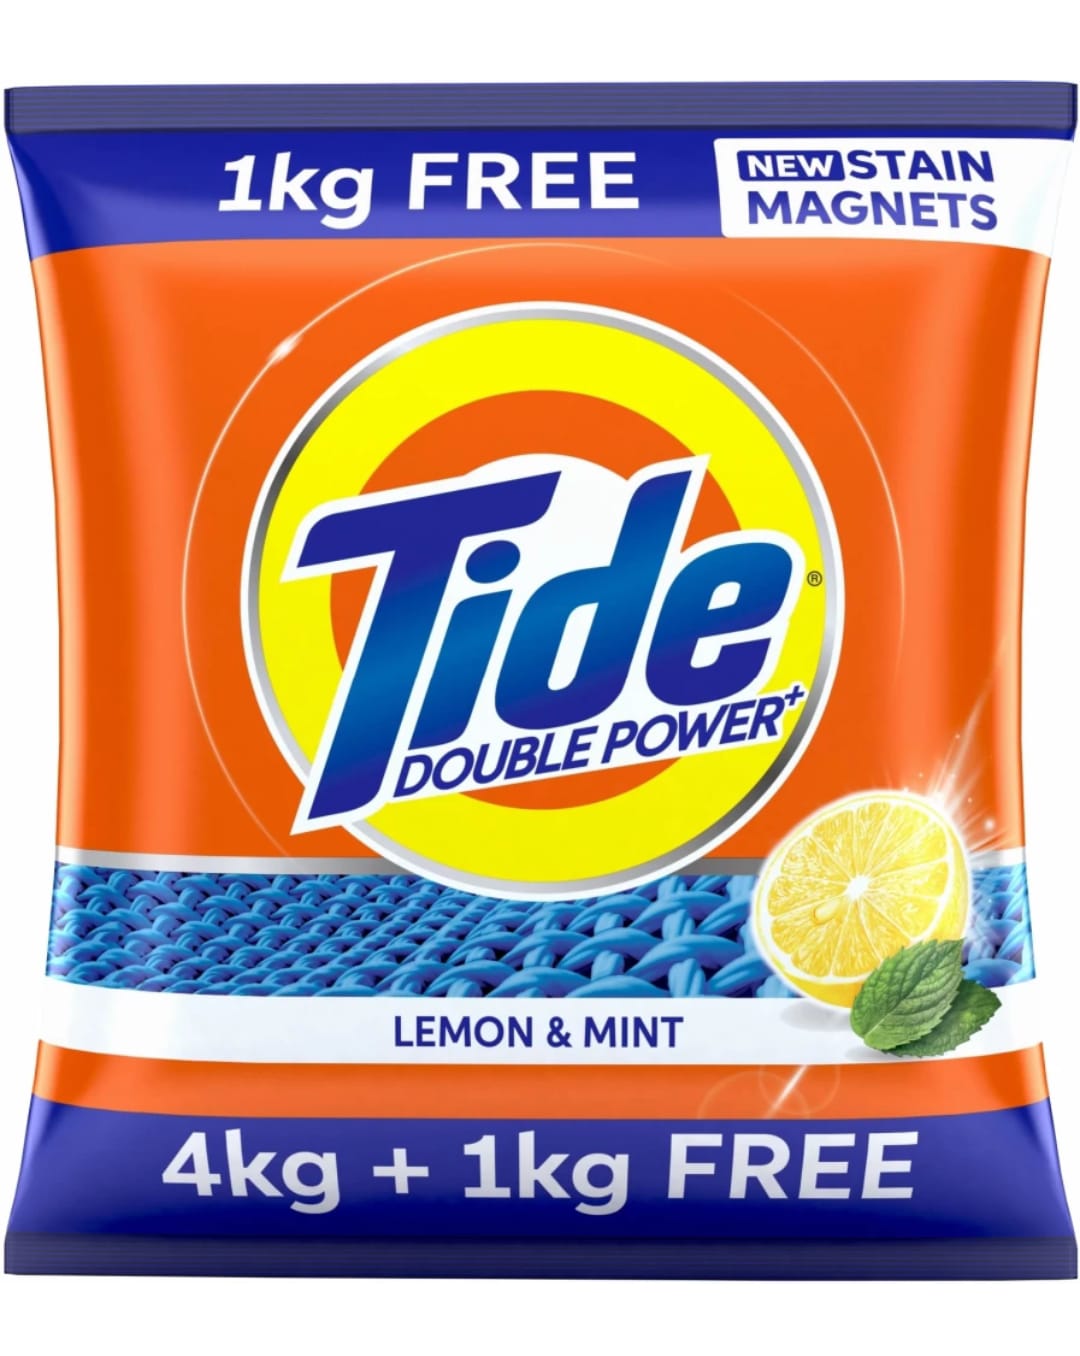 1kg FREE
NEW STAIN
MAGNETS
Tide®
DOUBLE POWER+
LEMON & MINT
4kg + 1kg FREE